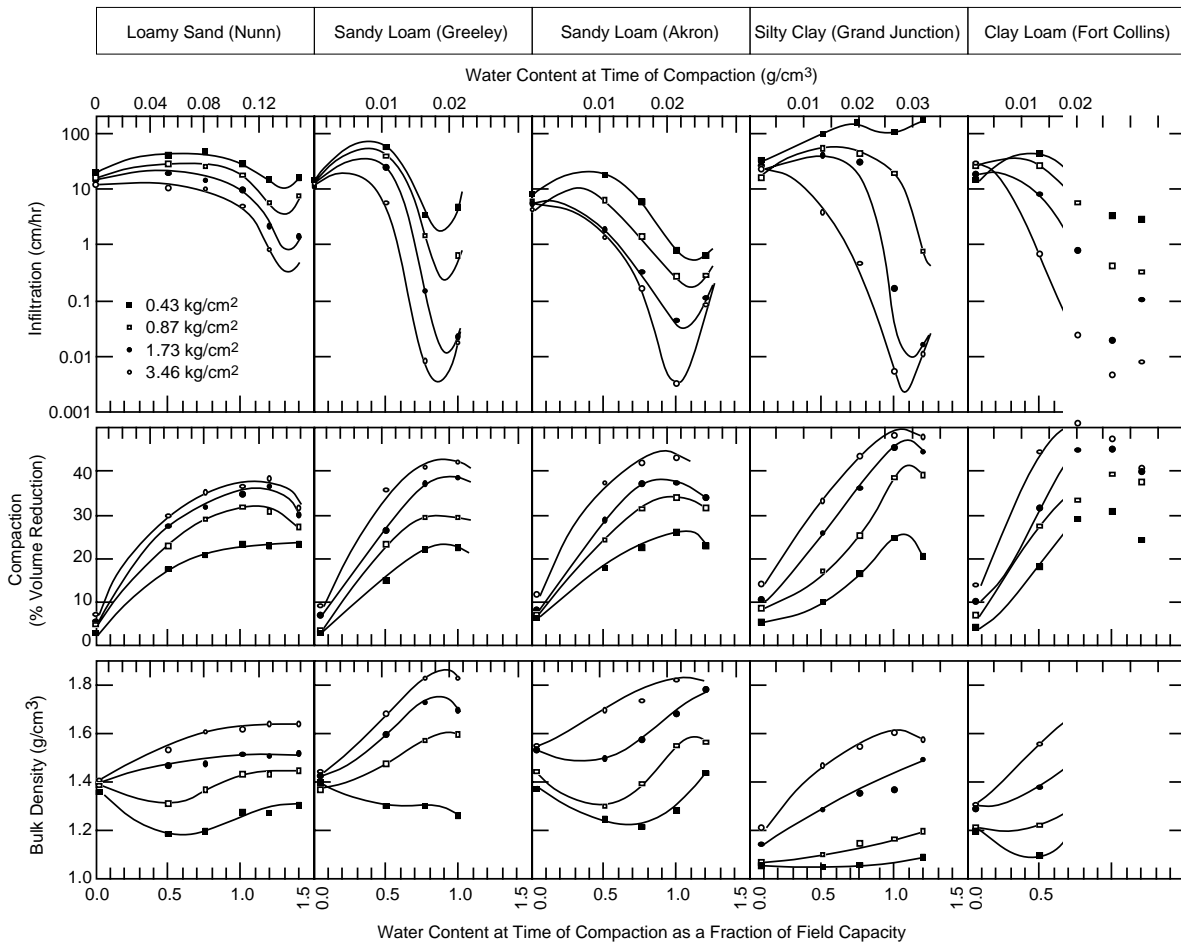 Loamy Sand (Nunn) Sandy Loam (Greeley) Sandy Loam (Akron) Silty Clay (Grand Junction) Clay Loam (Fort Collins)
Water Content at Time of Compaction (g/cm3)
0 0.04 0.08 0.12 0.01 0.02 0.01 0.02 0.01 0.02 0.03 0.01 0.02
Infiltration (cm/hr)
100
10
1
0.1
0.01
0.001
0.43 kg/cm2
0.87 kg/cm2
1.73 kg/cm2
3.46 kg/cm2
Compaction
(% Volume Reduction)
40
30
20
10
0
Bulk Density (g/cm3)
1.8
1.6
1.4
1.2
1.0
0.0 0.5 1.0 1.5 0.0 0.5 1.0 1.5 0.0 0.5 1.0 1.5 0.0 0.5 1.0 1.5 0.0 0.5
Water Content at Time of Compaction as a Fraction of Field Capacity